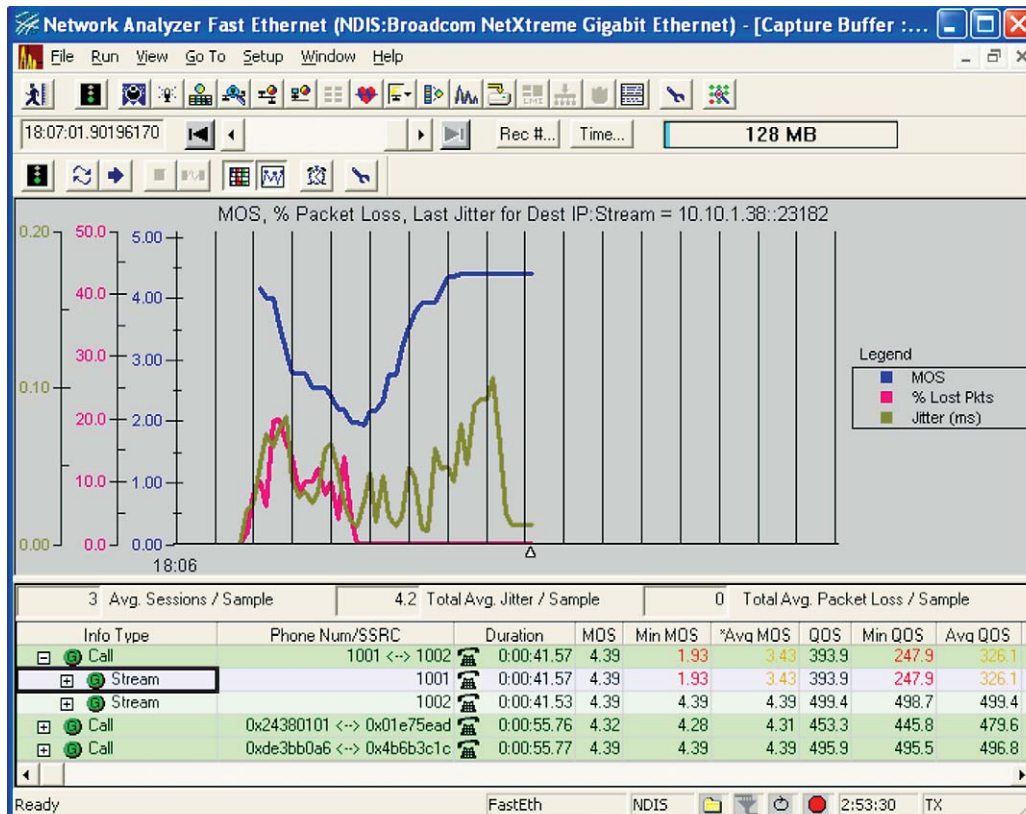 Network Analyzer Fast Ethernet (NDIS:Broadcom NetXtreme Gigabit Ethernet) - [Capture Buffer :....
File Run View Go To Setup Window Help
18:07:01.90196170 Rec #... Time... 128 MB
MOS, % Packet Loss, Last Jitter for Dest IP:Stream = 10.10.1.38::23182
0.20 50.0 5.00
40.0 4.00
30.0 3.00
0.10
20.0 2.00
10.0 1.00
0.00 0.0 0.00
18:06
Legend
MOS
% Lost Pkts
Jitter (ms)
3 Avg. Sessions / Sample 4.2 Total Avg. Jitter / Sample 0 Total Avg. Packet Loss / Sample
Info Type Phone Num/SSRC Duration MOS Min MOS *Avg MOS QOS Min QOS Avg QOS
G Call 1001 <--> 1002 0:00:41.57 4.39 1.93 3.43 393.9 247.9 326.1
G Stream 1001 0:00:41.57 4.39 1.93 3.43 393.9 247.9 326.1
G Stream 1002 0:00:41.53 4.39 4.39 4.39 499.4 498.7 499.4
G Call 0x24380101 <--> 0x01e75ead 0:00:55.76 4.32 4.28 4.31 453.3 445.8 479.6
G Call 0xde3bb0a6 <--> 0x4b6b3c1c 0:00:55.77 4.39 4.39 4.39 495.9 495.5 496.8
Ready FastEth NDIS 2:53:30 TX